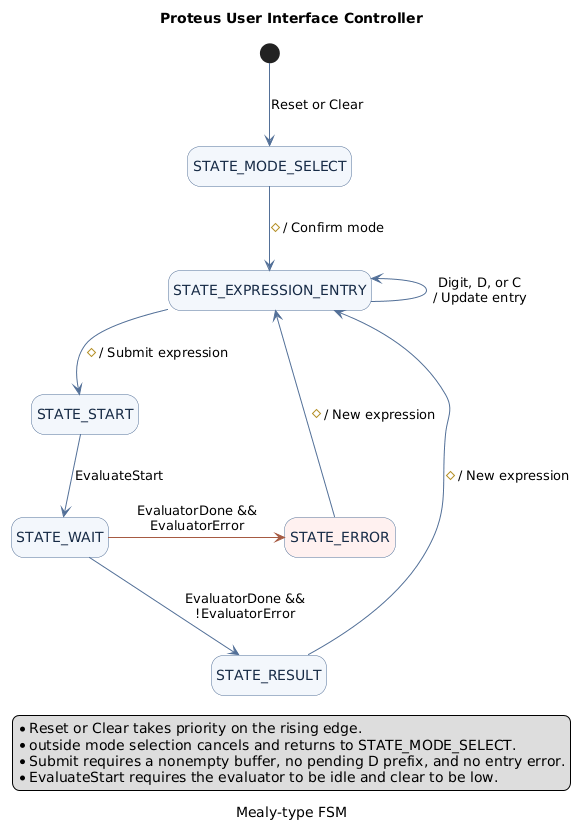 Proteus User Interface Controller
Reset or Clear
STATE_MODE_SELECT
/ Confirm mode
STATE_EXPRESSION_ENTRY
Digit, D, or C
/ Update entry
/ Submit expression
/ New expression
STATE_START
/ New expression
EvaluateStart
EvaluatorDone &&
EvaluatorError
STATE_WAIT
STATE_ERROR
EvaluatorDone &&
!EvaluatorError
STATE_RESULT
• Reset or Clear takes priority on the rising edge.
• outside mode selection cancels and returns to STATE_MODE_SELECT.
• Submit requires a nonempty buffer, no pending D prefix, and no entry error.
• EvaluateStart requires the evaluator to be idle and clear to be low.
Mealy-type FSM